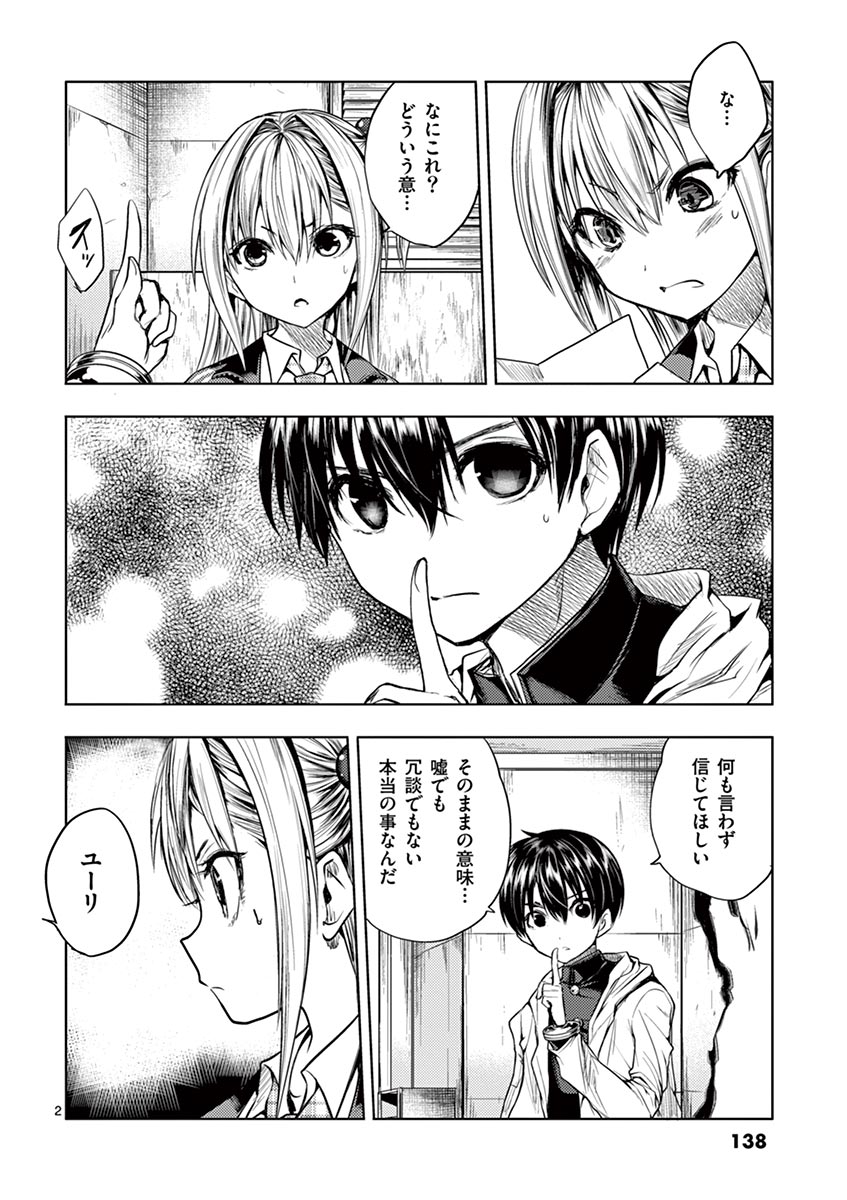 な…
なにこれ？
どういう意…
スッ
何も言わず
信じてほしい
そのままの意味…
嘘でも
冗談でもない
本当の事なんだ
ユーリ
2
138